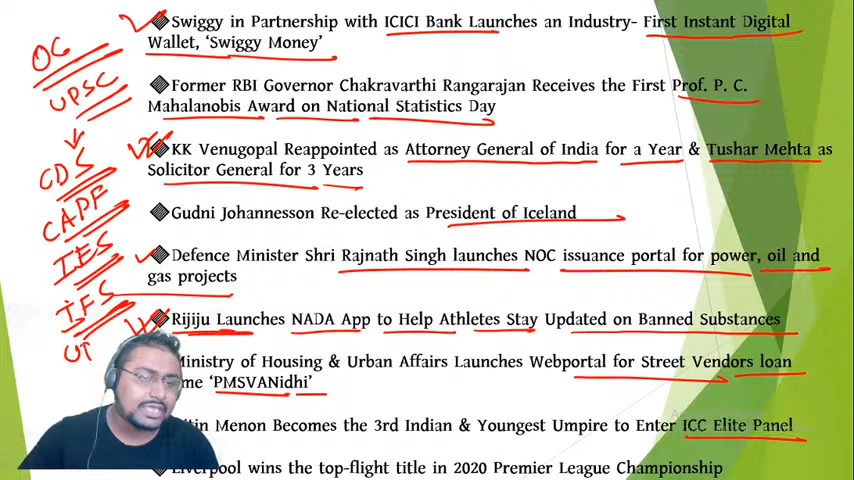 Swiggy in Partnership with ICICI Bank Launches an Industry- First Instant Digital
Wallet, ‘Swiggy Money’
Former RBI Governor Chakravarthi Rangarajan Receives the First Prof. P. C.
Mahalanobis Award on National Statistics Day
KK Venugopal Reappointed as Attorney General of India for a Year & Tushar Mehta as
Solicitor General for 3 Years
Gudni Johannesson Re-elected as President of Iceland
Defence Minister Shri Rajnath Singh launches NOC issuance portal for power, oil and
gas projects
Rijiju Launches NADA App to Help Athletes Stay Updated on Banned Substances
Ministry of Housing & Urban Affairs Launches Webportal for Street Vendors loan
me ‘PMSVANidhi’
itin Menon Becomes the 3rd Indian & Youngest Umpire to Enter ICC Elite Panel
Liverpool wins the top-flight title in 2020 Premier League Championship
UPSC
CDS
CAPF
IES
IFS